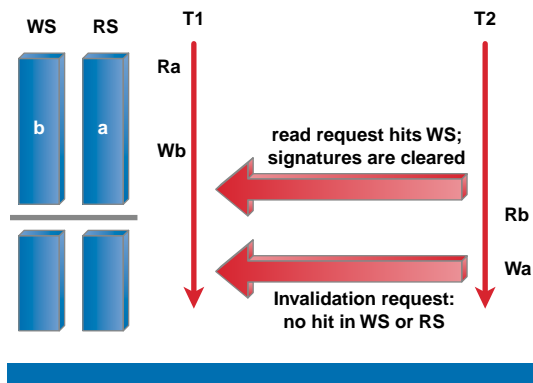 WS RS T1 T2
Ra
b a
Wb
read request hits WS;
signatures are cleared
Rb
Wa
Invalidation request:
no hit in WS or RS